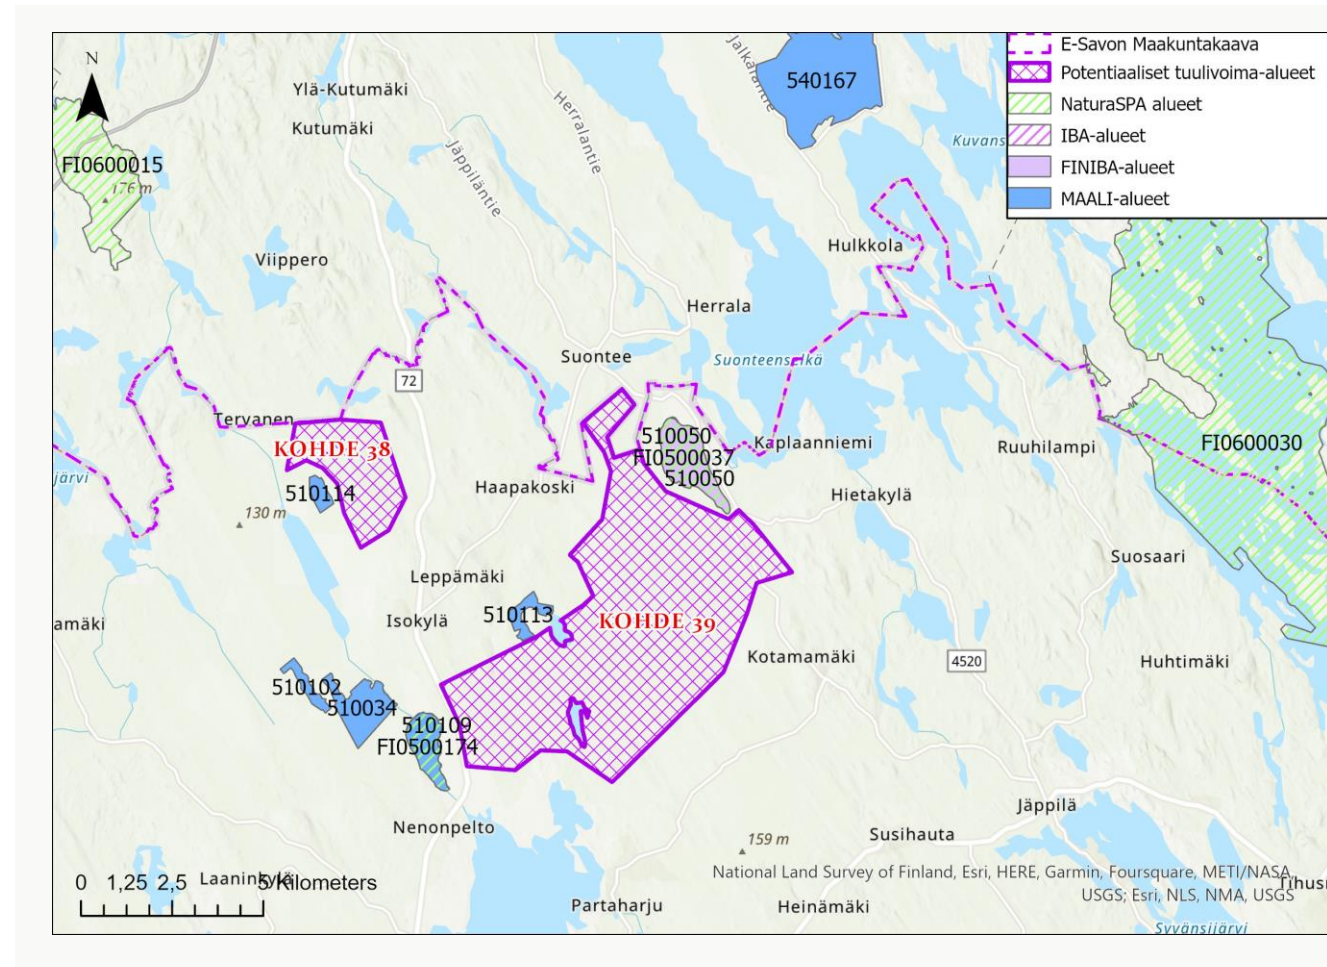 E-Savon Maakuntakaava
Potentiaaliset tuulivoima-alueet
NaturaSPA alueet
IBA-alueet
FINIBA-alueet
MAALI-alueet
N
Ylä-Kutumäki
Kutumäki
Jäppiläntie
Herralantie
Jalkalantie
540167
Kuvans
FI0600015
176 m
Viippero
Hulkkola
Herrala
Suontee
Suonteenselkä
72
Tervanen
KOHDE 38
510114
130 m
järvi
Haapakoski
510050
FI0500037
510050
Kaplaanniemi
Hietakylä
Ruuhilampi
FI0600030
Suosaari
Leppämäki
Isokylä
510113
KOHDE 39
amäki
Kotamamäki
4520
Huhtimäki
510102
510034
510109
FI0500174
Nenonpelto
Jäppilä
Susihauta
159 m
0 1,25 2,5 5 Kilometers
Laaninkylä
Partaharju
Heinämäki
Syvänsijärvi
Tihus
National Land Survey of Finland, Esri, HERE, Garmin, Foursquare, METI/NASA,
USGS; Esri, NLS, NMA, USGS